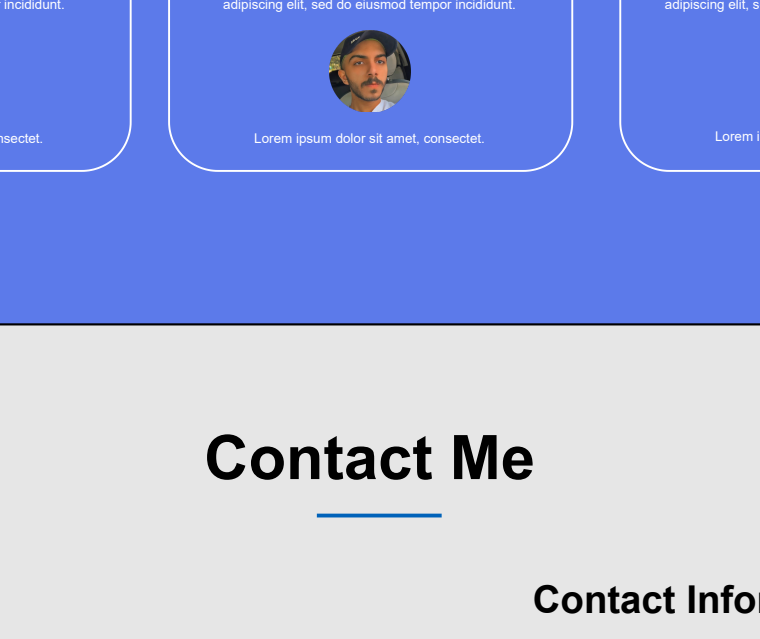 incididunt.
adipiscing elit, sed do eiusmod tempor incididunt.
adipiscing elit, s
nsectet.
Lorem ipsum dolor sit amet, consectet.
Lorem i
Contact Me
Contact Infor